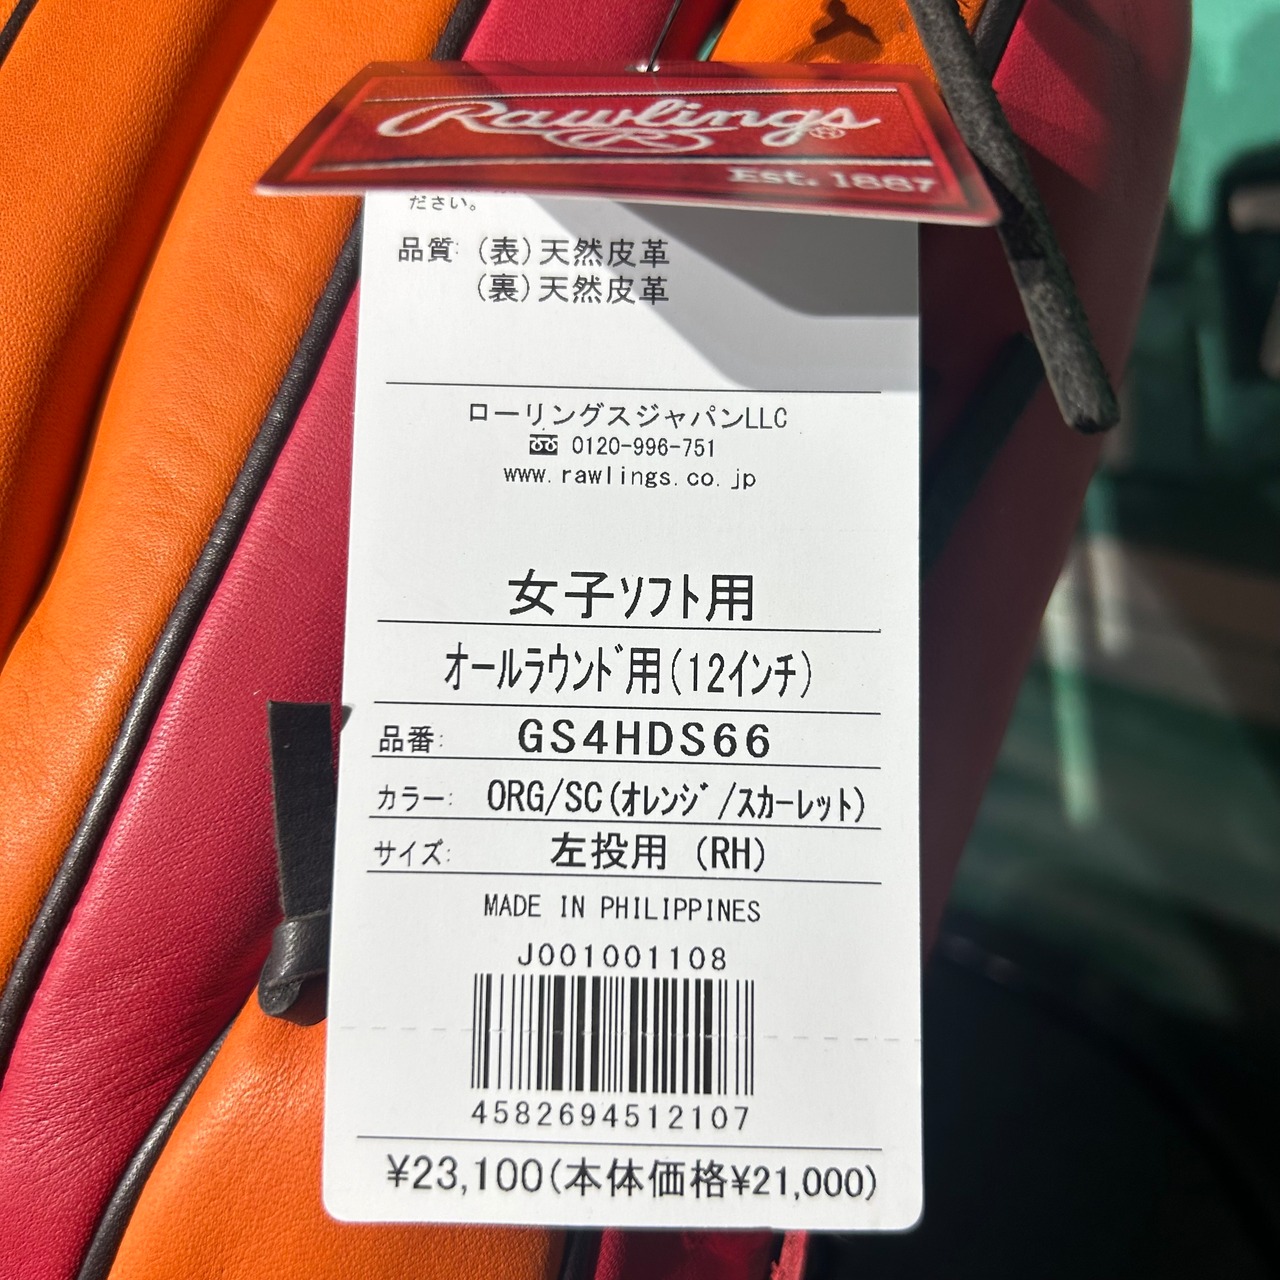 Rawlings®
R
Est. 1887
ださい。
品質:（表）天然皮革
（裏）天然皮革
ローリングスジャパンLLC
0120-996-751
www.rawlings.co.jp
女子ｿﾌﾄ用
ｵｰﾙﾗｳﾝﾄﾞ用(12ｲﾝﾁ)
品番: GS4HDS66
カラー: ORG/SC(ｵﾚﾝｼﾞ/ｽｶｰﾚｯﾄ)
サイズ: 左投用 (RH)
MADE IN PHILIPPINES
J001001108
4582694512107
¥23,100(本体価格¥21,000)